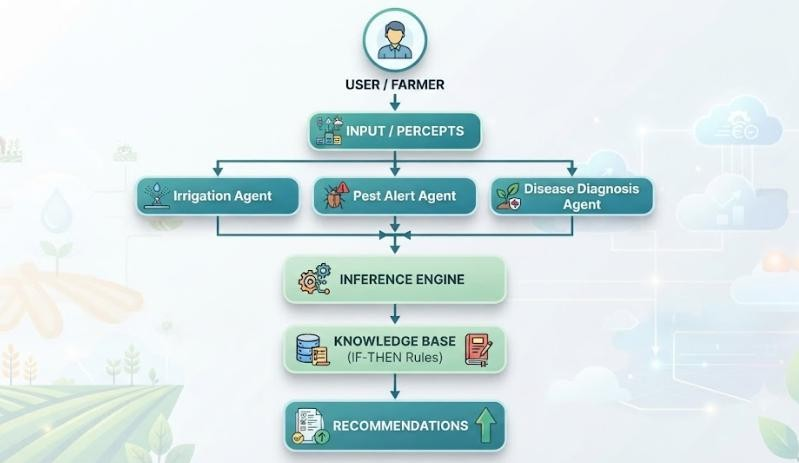 USER / FARMER
INPUT / PERCEPTS
Irrigation Agent
Pest Alert Agent
Disease Diagnosis
Agent
INFERENCE ENGINE
KNOWLEDGE BASE
(IF-THEN Rules)
RECOMMENDATIONS